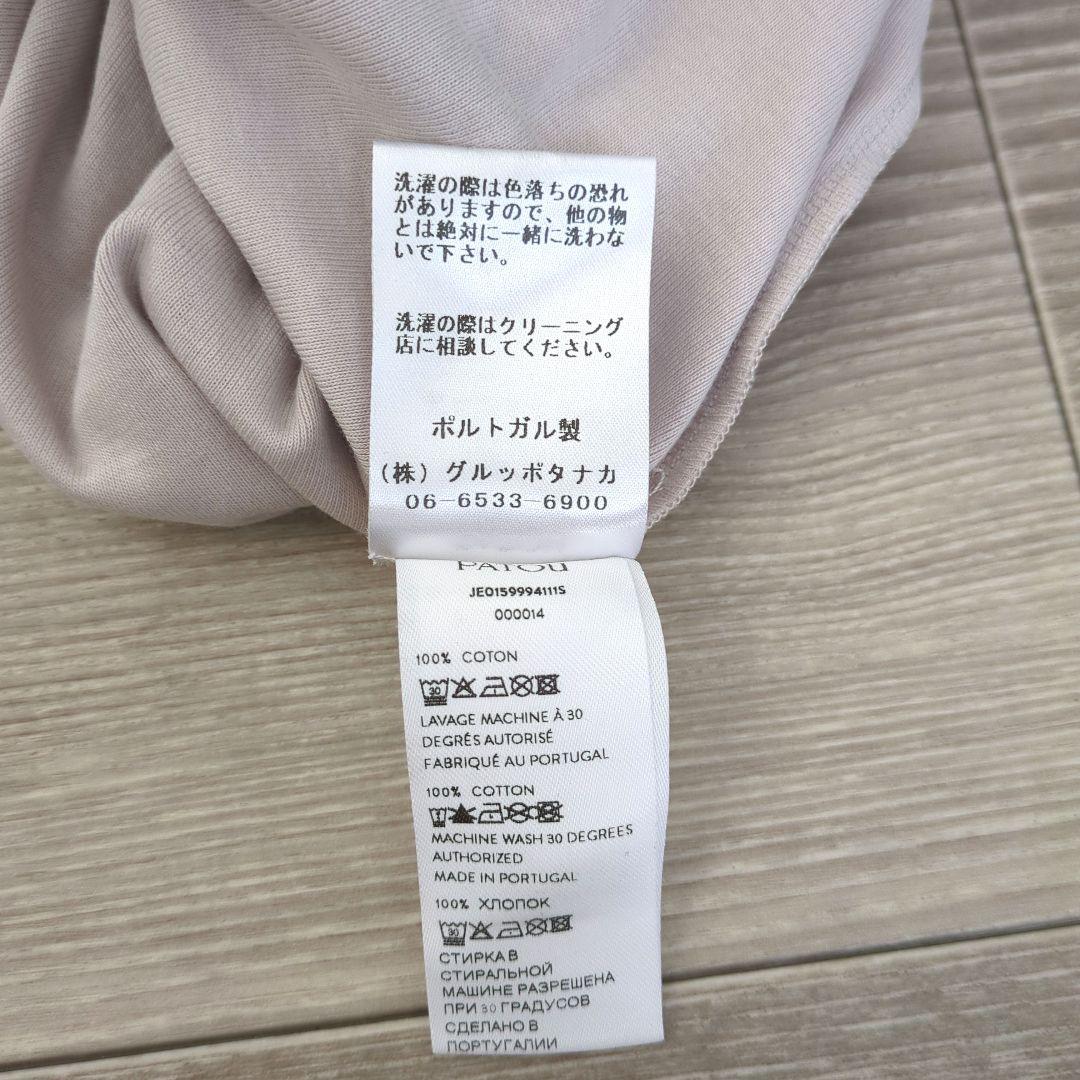 洗濯の際は色落ちの恐れ
がありますので、他の物
とは絶対に一緒に洗わな
いで下さい。
洗濯の際はクリーニング
店に相談してください。
ポルトガル製
(株) グルッポタナカ
06-6533-6900
PATOU
JE0159994111S
000014
100% COTON
30
LAVAGE MACHINE À 30
DEGRÉS AUTORISÉ
FABRIQUÉ AU PORTUGAL
100% COTTON
MACHINE WASH 30 DEGREES
AUTHORIZED
MADE IN PORTUGAL
100% ХЛОПОК
30
СТИРКА В
СТИРАЛЬНОЙ
МАШИНЕ РАЗРЕШЕНА
ПРИ 30 ГРАДУСОВ
СДЕЛАНО В
ПОРТУГАЛИИ